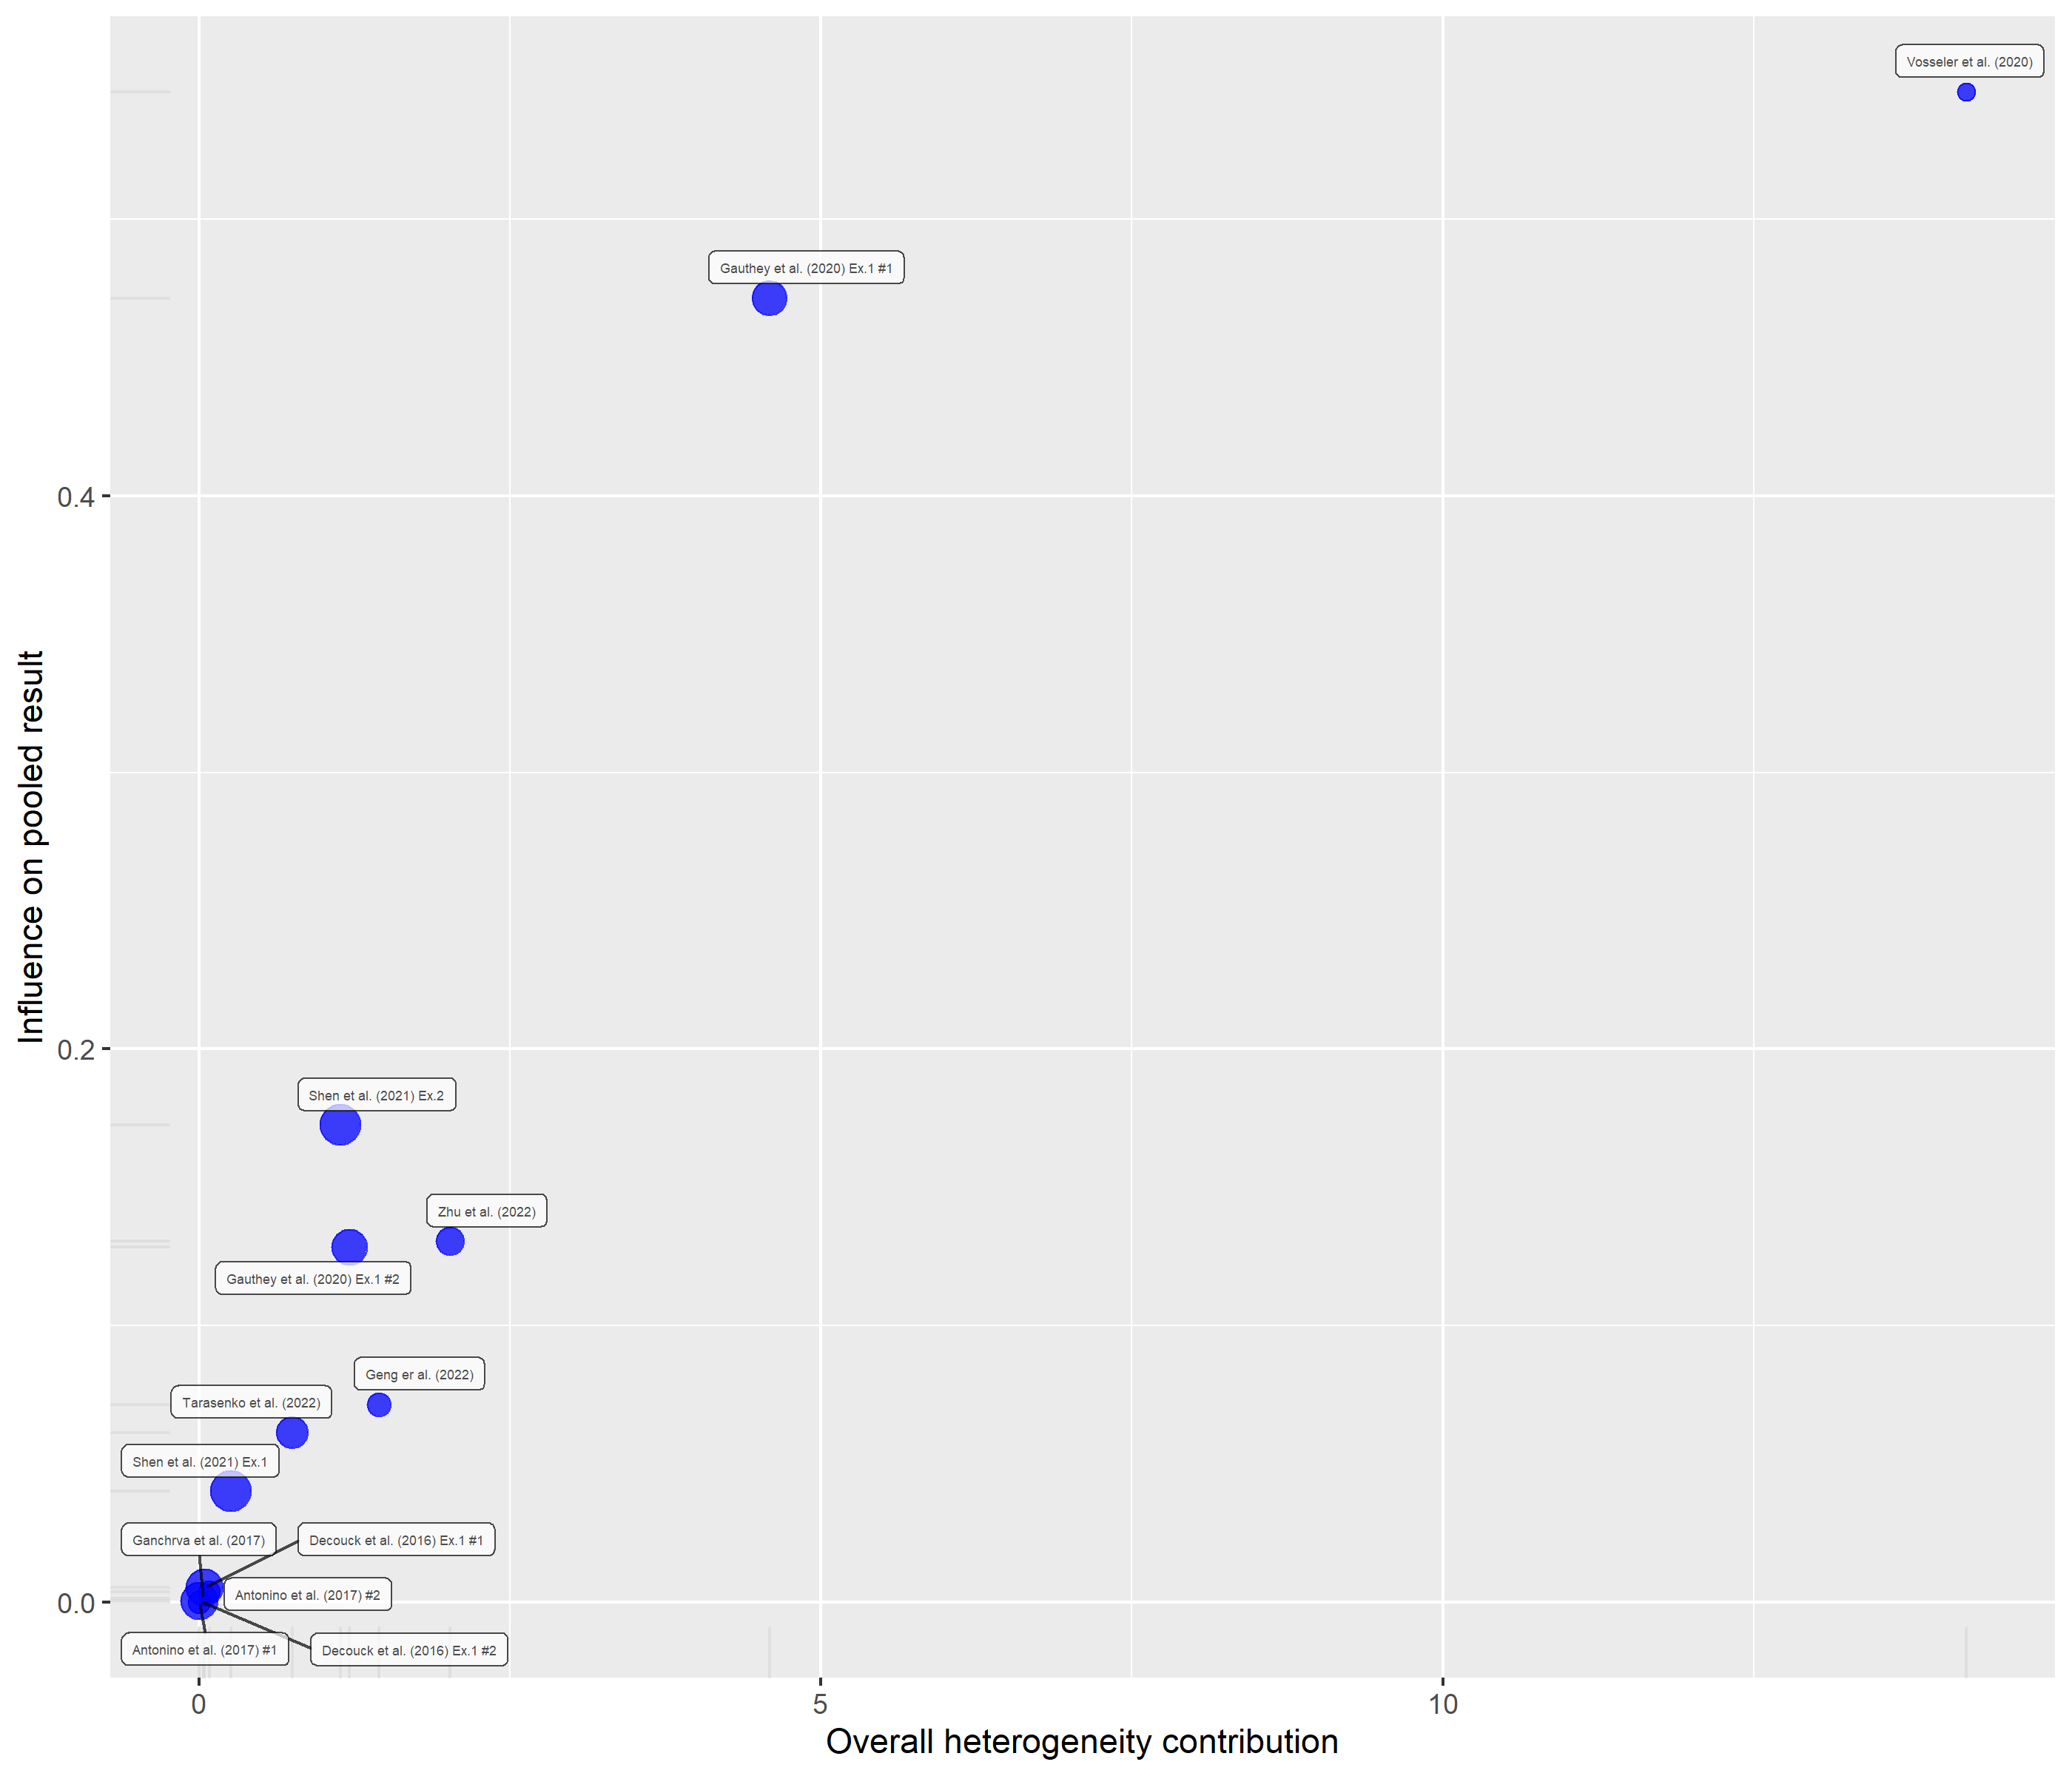 Vosseler et al. (2020)
Gauthey et al. (2020) Ex.1 #1
0.4
Influence on pooled result
0.2
Shen et al. (2021) Ex.2
Zhu et al. (2022)
Gauthey et al. (2020) Ex.1 #2
Geng er al. (2022)
Tarasenko et al. (2022)
Shen et al. (2021) Ex.1
Ganchrva et al. (2017)
Decouck et al. (2016) Ex.1 #1
Antonino et al. (2017) #2
0.0
Antonino et al. (2017) #1
Decouck et al. (2016) Ex.1 #2
0
5
10
Overall heterogeneity contribution